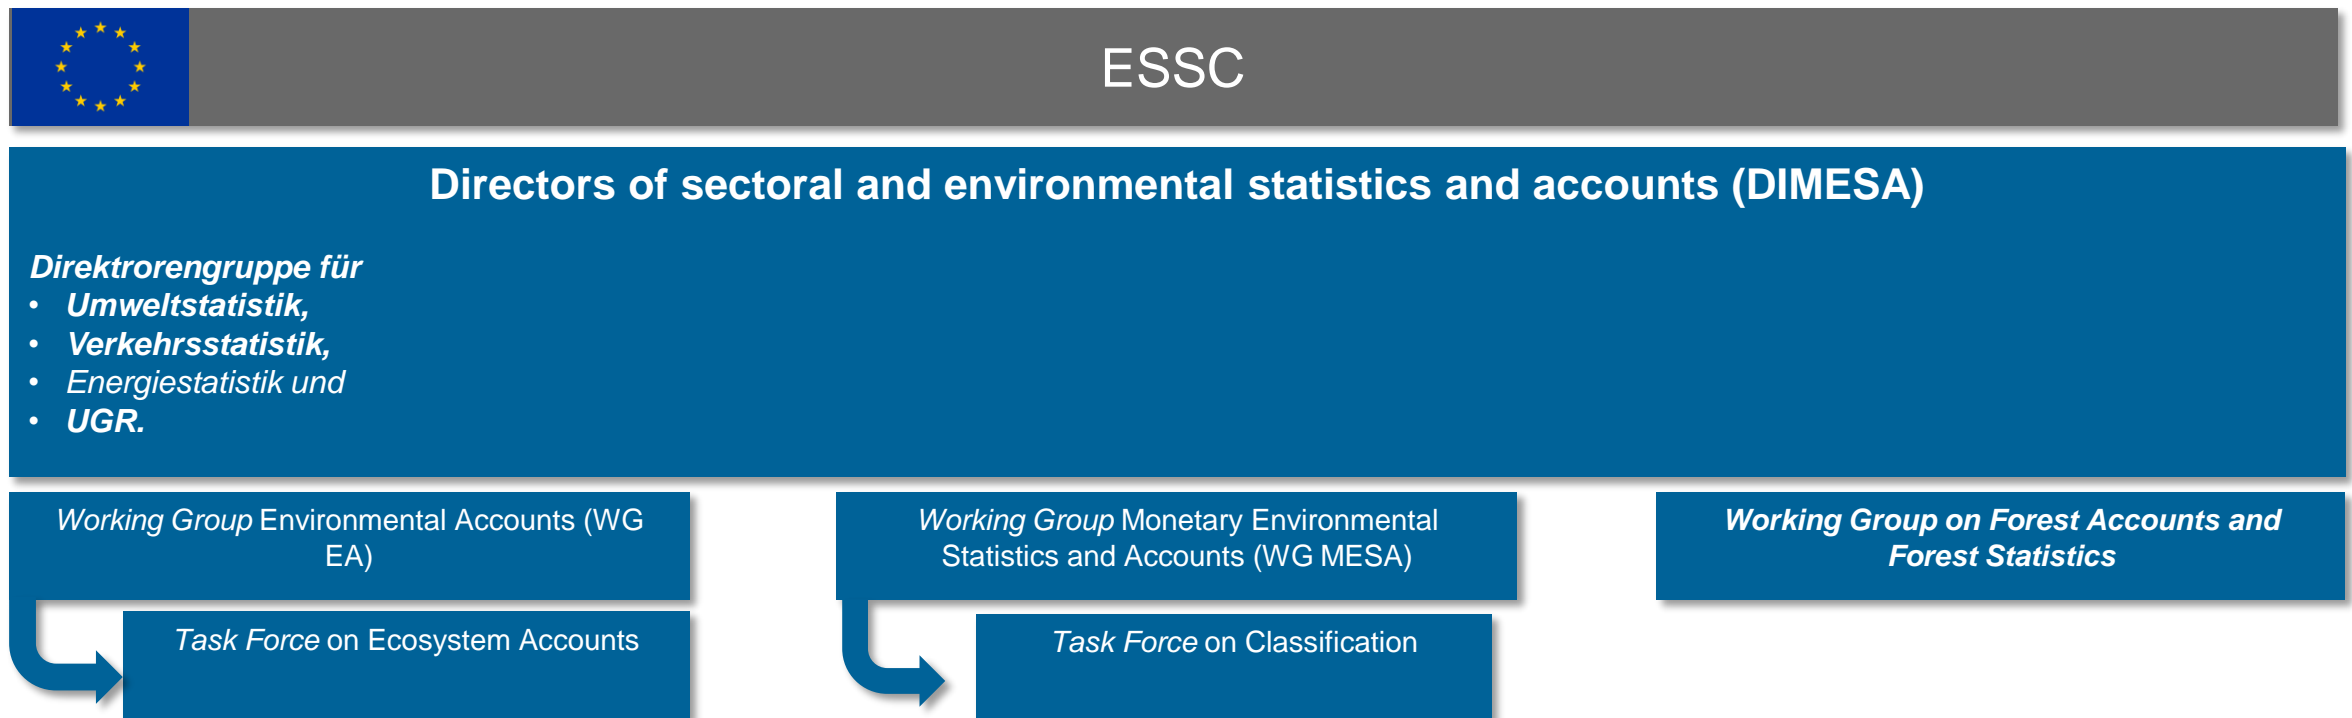 ESSC
Directors of sectoral and environmental statistics and accounts (DIMESA)
Direktrorengruppe für
• Umweltstatistik,
• Verkehrsstatistik,
• Energiestatistik und
• UGR.
Working Group Environmental Accounts (WG
EA)
Working Group Monetary Environmental
Statistics and Accounts (WG MESA)
Working Group on Forest Accounts and
Forest Statistics
Task Force on Ecosystem Accounts
Task Force on Classification